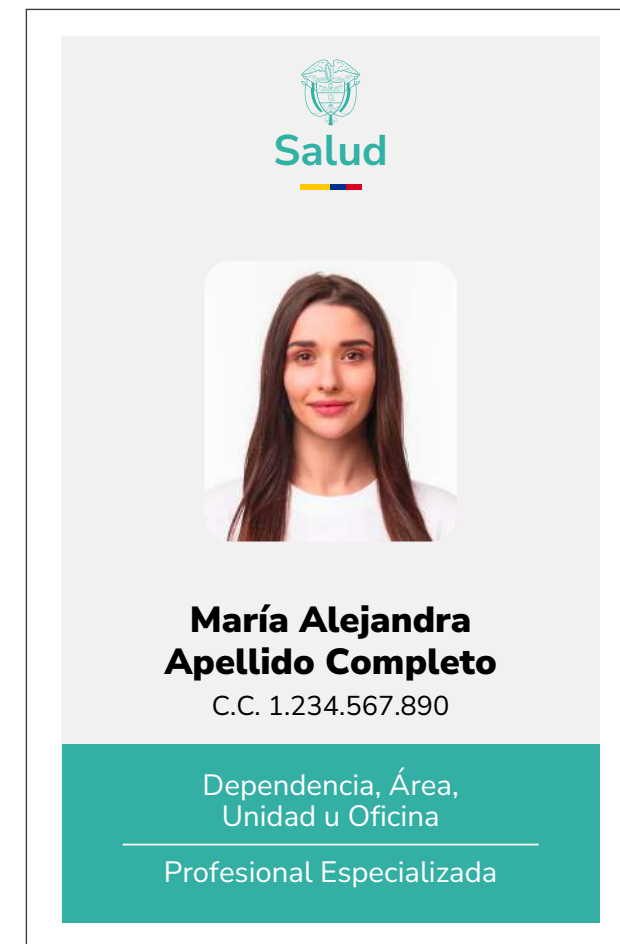 Salud
María Alejandra
Apellido Completo
C.C. 1.234.567.890
Dependencia, Área,
Unidad u Oficina
Profesional Especializada